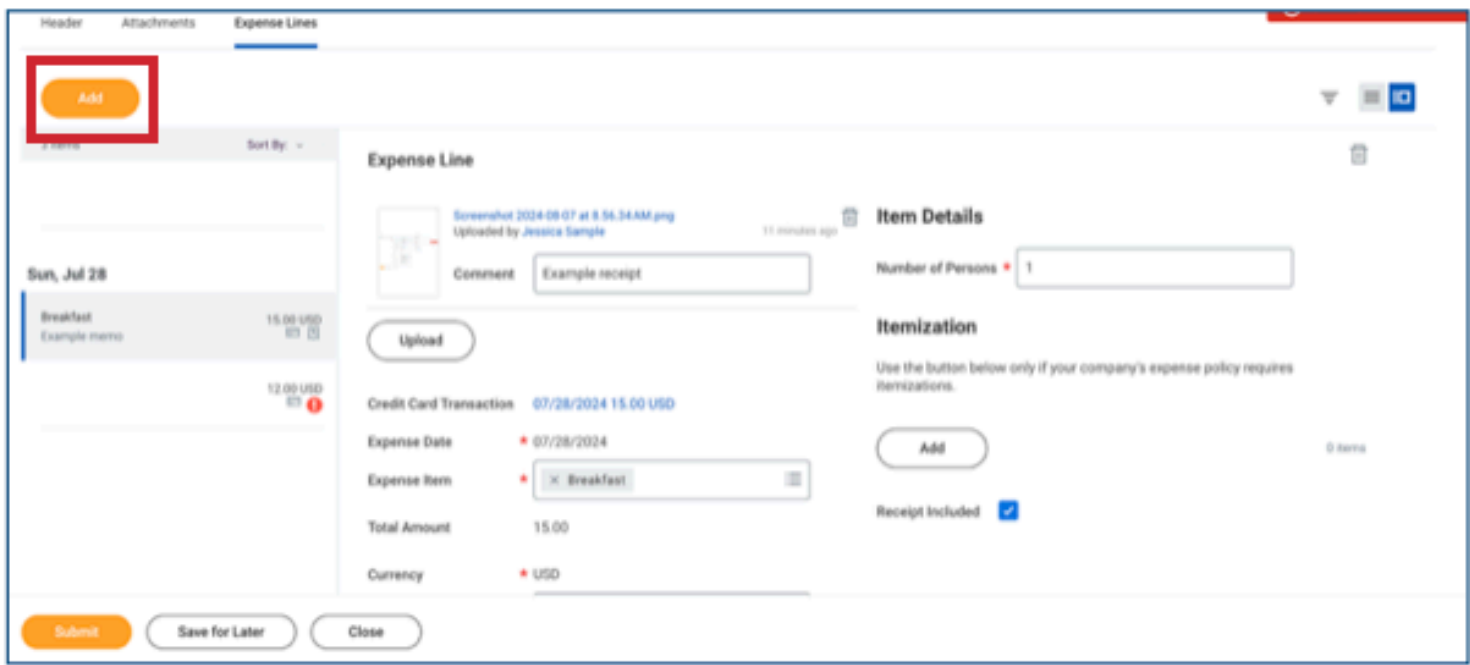 Header Attachments Expense Lines
Add
items Sort By:
Expense Line
Screenshot 2024-08-07 at 8.56.34 AM.png
Uploaded by Jessica Sample 11 minutes ago
Comment Example receipt
Upload
Item Details
Number of Persons * 1
Itemization
Use the button below only if your company's expense policy requires
itemizations.
Add 0 items
Receipt Included
Sun, Jul 28
Breakfast 15.00 USD
Example memo
12.00 USD
Credit Card Transaction 07/28/2024 15.00 USD
Expense Date * 07/28/2024
Expense Item * × Breakfast
Total Amount 15.00
Currency * USD
Submit Save for Later Close